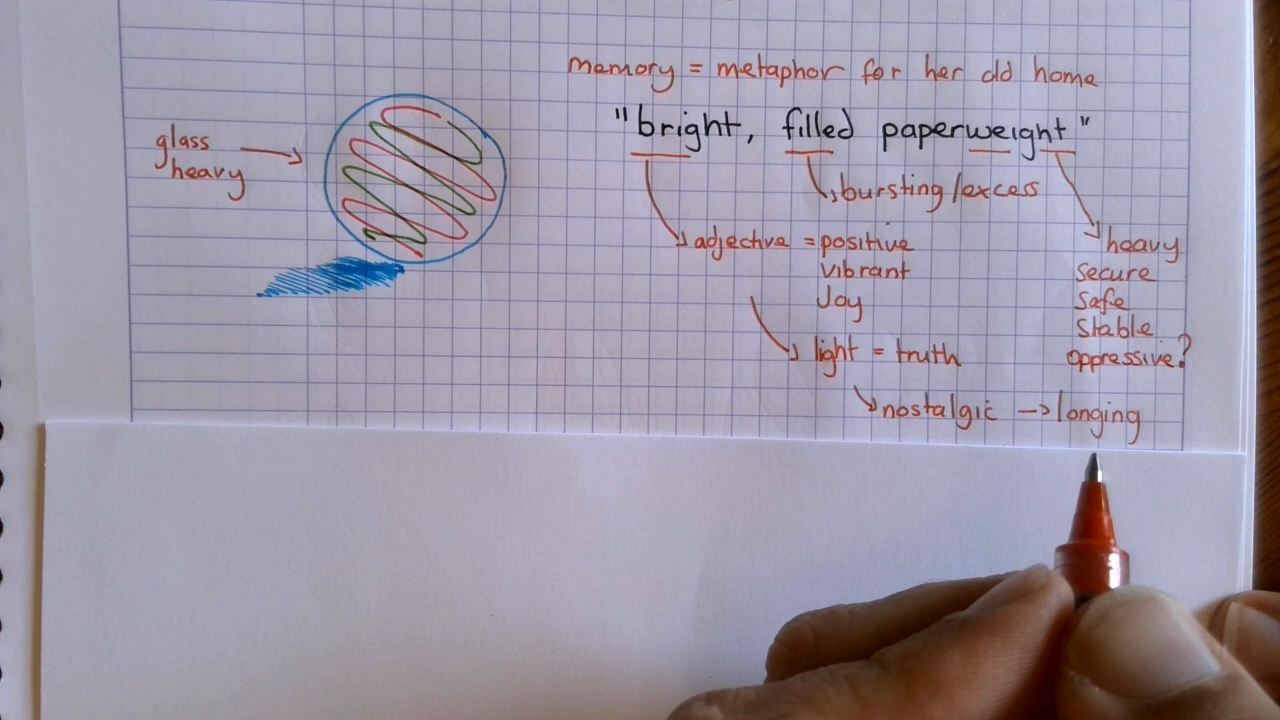 memory = metaphor for her old home
"bright, filled paperweight"
glass
heavy
bursting/excess
adjective = positive
vibrant
Joy
light = truth
nostalgic → longing
heavy
secure
safe
stable
oppressive?